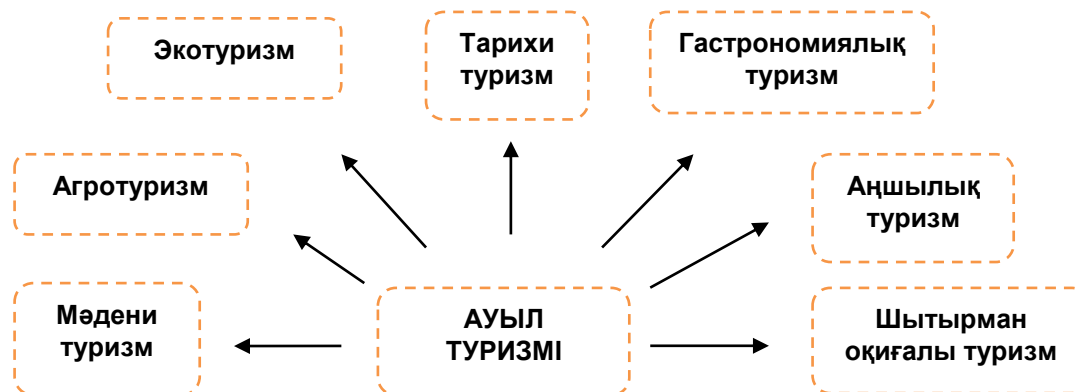 Экотуризм
Тарихи
туризм
Гастрономиялық
туризм
Агротуризм
Аңшылық
туризм
Мәдени
туризм
АУЫЛ
ТУРИЗМІ
Шытырман
оқиғалы туризм